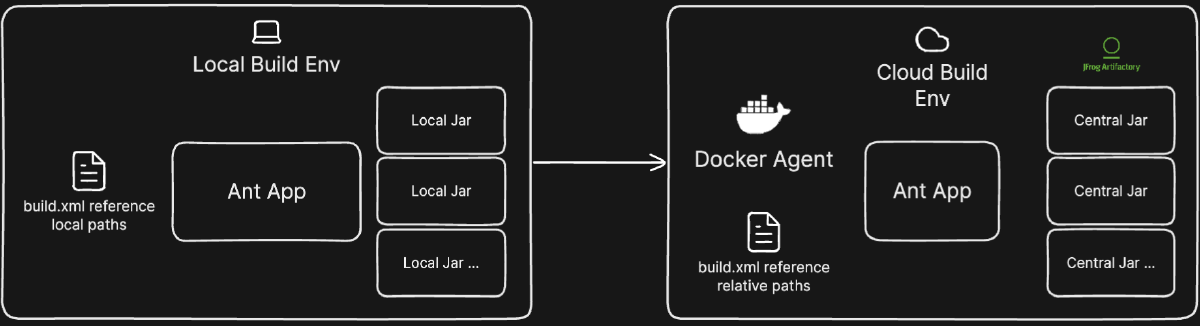 Local Build Env
Local Jar
Local Jar
Local Jar ...
Ant App
build.xml reference
local paths
Cloud Build
Env
JFrog Artifactory
Docker Agent
Ant App
Central Jar
Central Jar
Central Jar ...
build.xml reference
relative paths